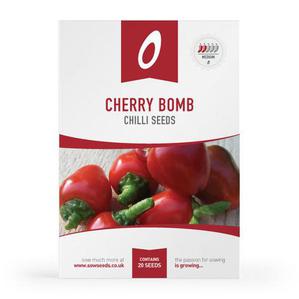 MEDIUM
CHERRY BOMB
CHILLI SEEDS
sow much more at
www.sowseeds.co.uk
CONTAINS
20 SEEDS
the passion for sowing
is growing...